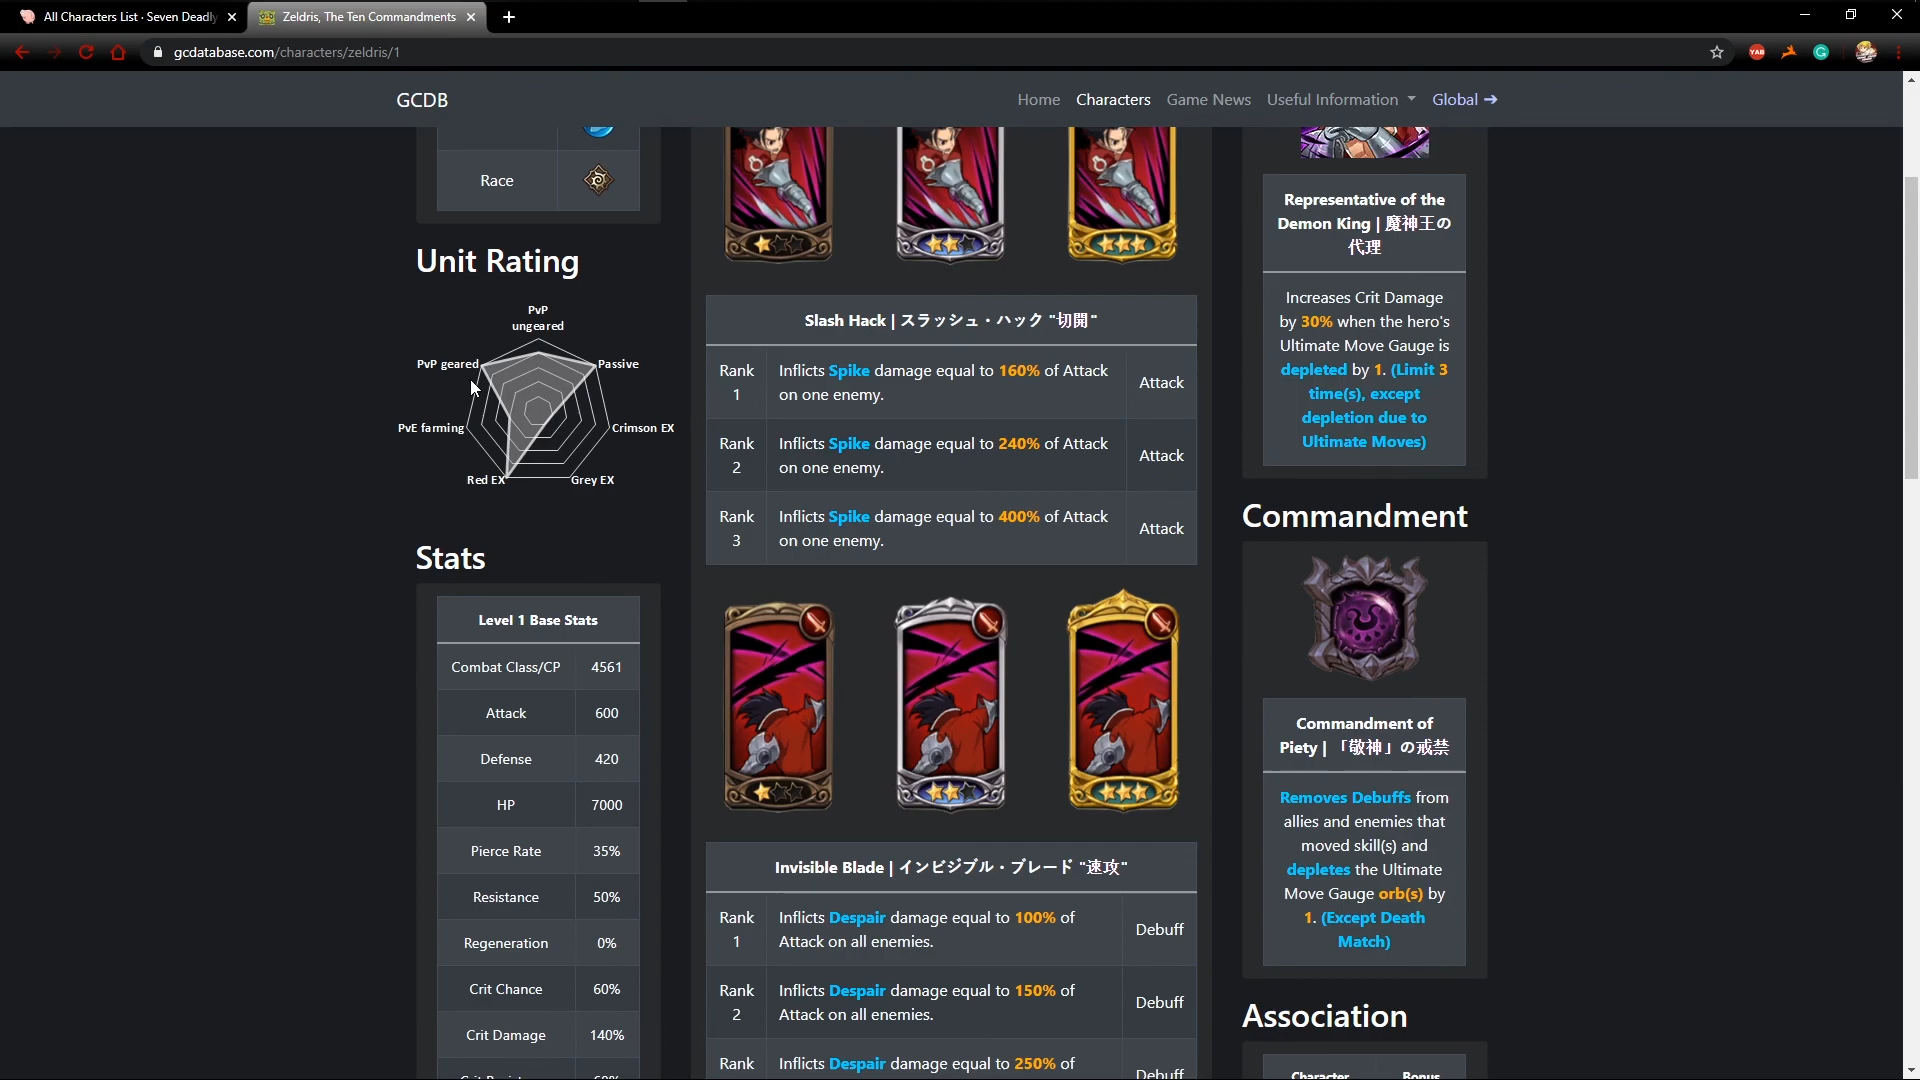 All Characters List · Seven Deadly
Zeldris, The Ten Commandments
gcdatabase.com/characters/zeldris/1
YAB
G
GCDB
Home Characters Game News Useful Information Global
Race
Unit Rating
PvP
ungeared
PvP geared
Passive
PvE farming
Crimson EX
Red EX
Grey EX
Stats
Level 1 Base Stats
Combat Class/CP 4561
Attack 600
Defense 420
HP 7000
Pierce Rate 35%
Resistance 50%
Regeneration 0%
Crit Chance 60%
Crit Damage 140%
Slash Hack | スラッシュ・ハック "切開"
Rank
1
Inflicts Spike damage equal to 160% of Attack
on one enemy.
Attack
Rank
2
Inflicts Spike damage equal to 240% of Attack
on one enemy.
Attack
Rank
3
Inflicts Spike damage equal to 400% of Attack
on one enemy.
Attack
Invisible Blade | インビジブル・ブレード "速攻"
Rank
1
Inflicts Despair damage equal to 100% of
Attack on all enemies.
Debuff
Rank
2
Inflicts Despair damage equal to 150% of
Attack on all enemies.
Debuff
Rank
Inflicts Despair damage equal to 250% of
Debuff
Representative of the
Demon King | 魔神王の
代理
Increases Crit Damage
by 30% when the hero's
Ultimate Move Gauge is
depleted by 1. (Limit 3
time(s), except
depletion due to
Ultimate Moves)
Commandment
Commandment of
Piety | 「敬神」の戒禁
Removes Debuffs from
allies and enemies that
moved skill(s) and
depletes the Ultimate
Move Gauge orb(s) by
1. (Except Death
Match)
Association
Character Bonus